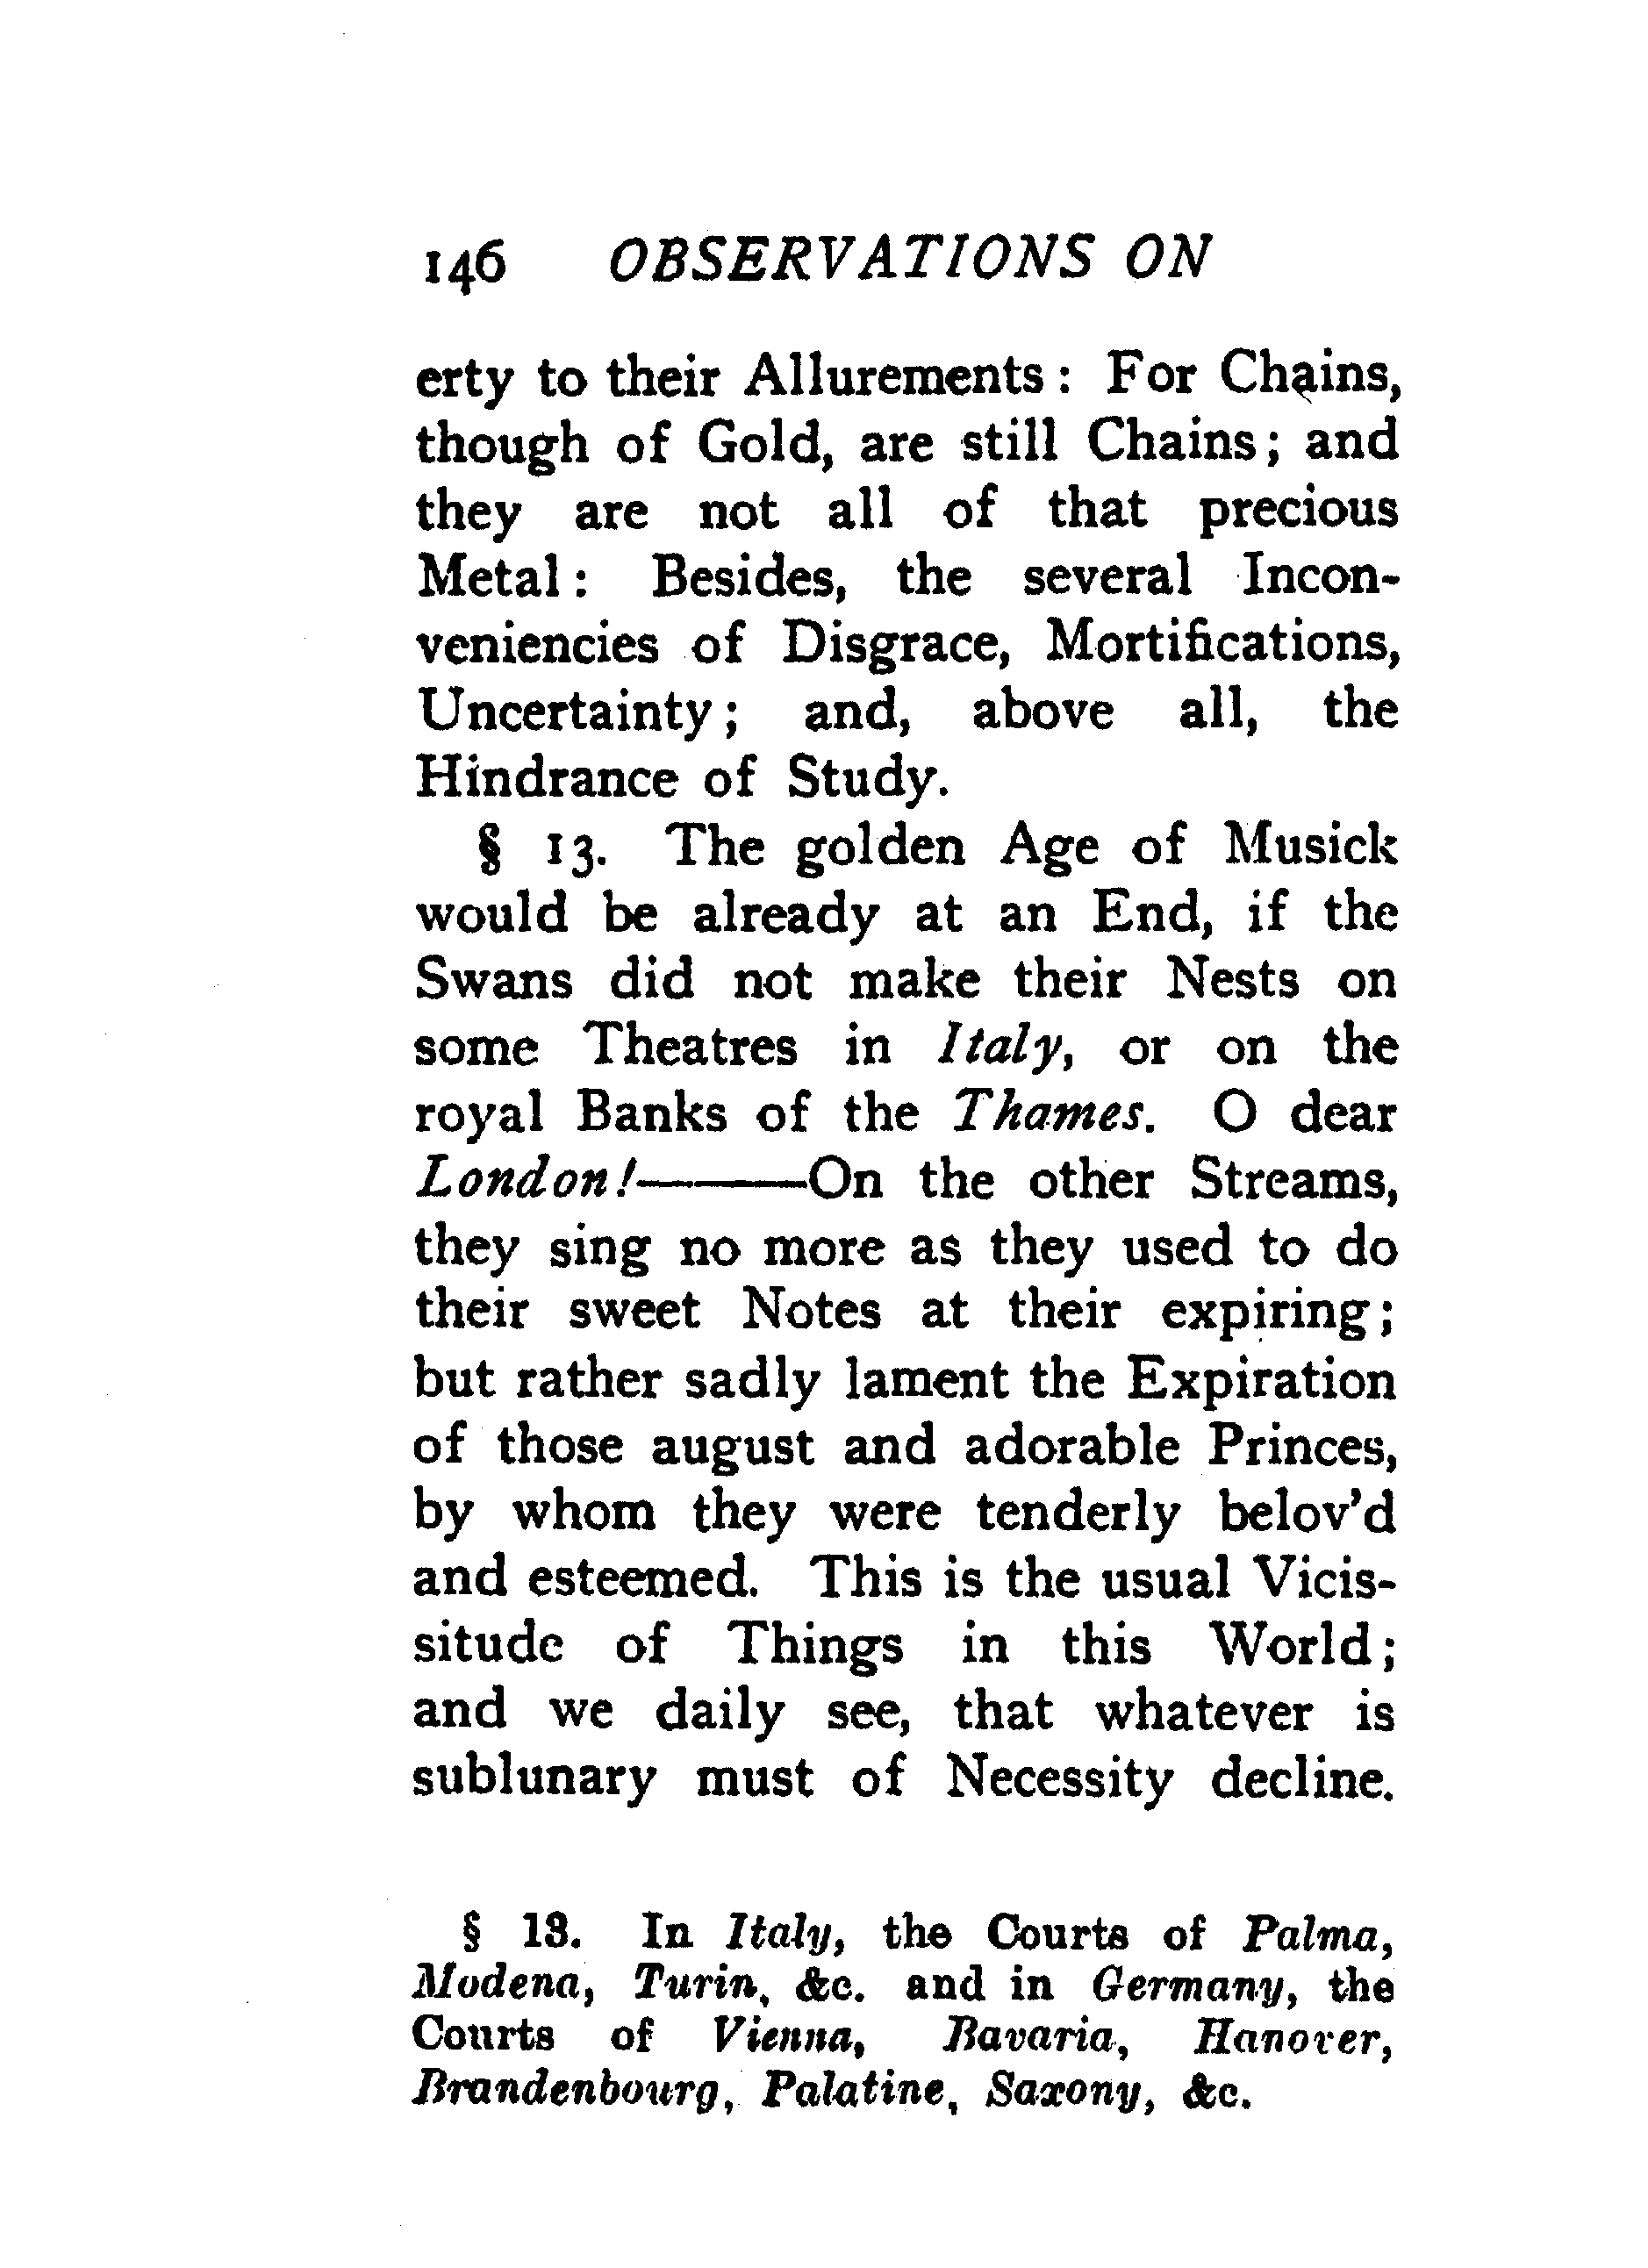 146 OBSERVATIONS ON
erty to their Allurements: For Chains,
though of Gold, are still Chains; and
they are not all of that precious
Metal: Besides, the several Incon-
veniencies of Disgrace, Mortifications,
Uncertainty; and, above all, the
Hindrance of Study.
§ 13. The golden Age of Musick
would be already at an End, if the
Swans did not make their Nests on
some Theatres in Italy, or on the
royal Banks of the Thames. O dear
London!———On the other Streams,
they sing no more as they used to do
their sweet Notes at their expiring;
but rather sadly lament the Expiration
of those august and adorable Princes,
by whom they were tenderly belov'd
and esteemed. This is the usual Vicis-
situde of Things in this World;
and we daily see, that whatever is
sublunary must of Necessity decline.
§ 13. In Italy, the Courts of Palma,
Modena, Turin, &c. and in Germany, the
Courts of Vienna, Bavaria, Hanover,
Brandenbourg, Palatine, Saxony, &c.